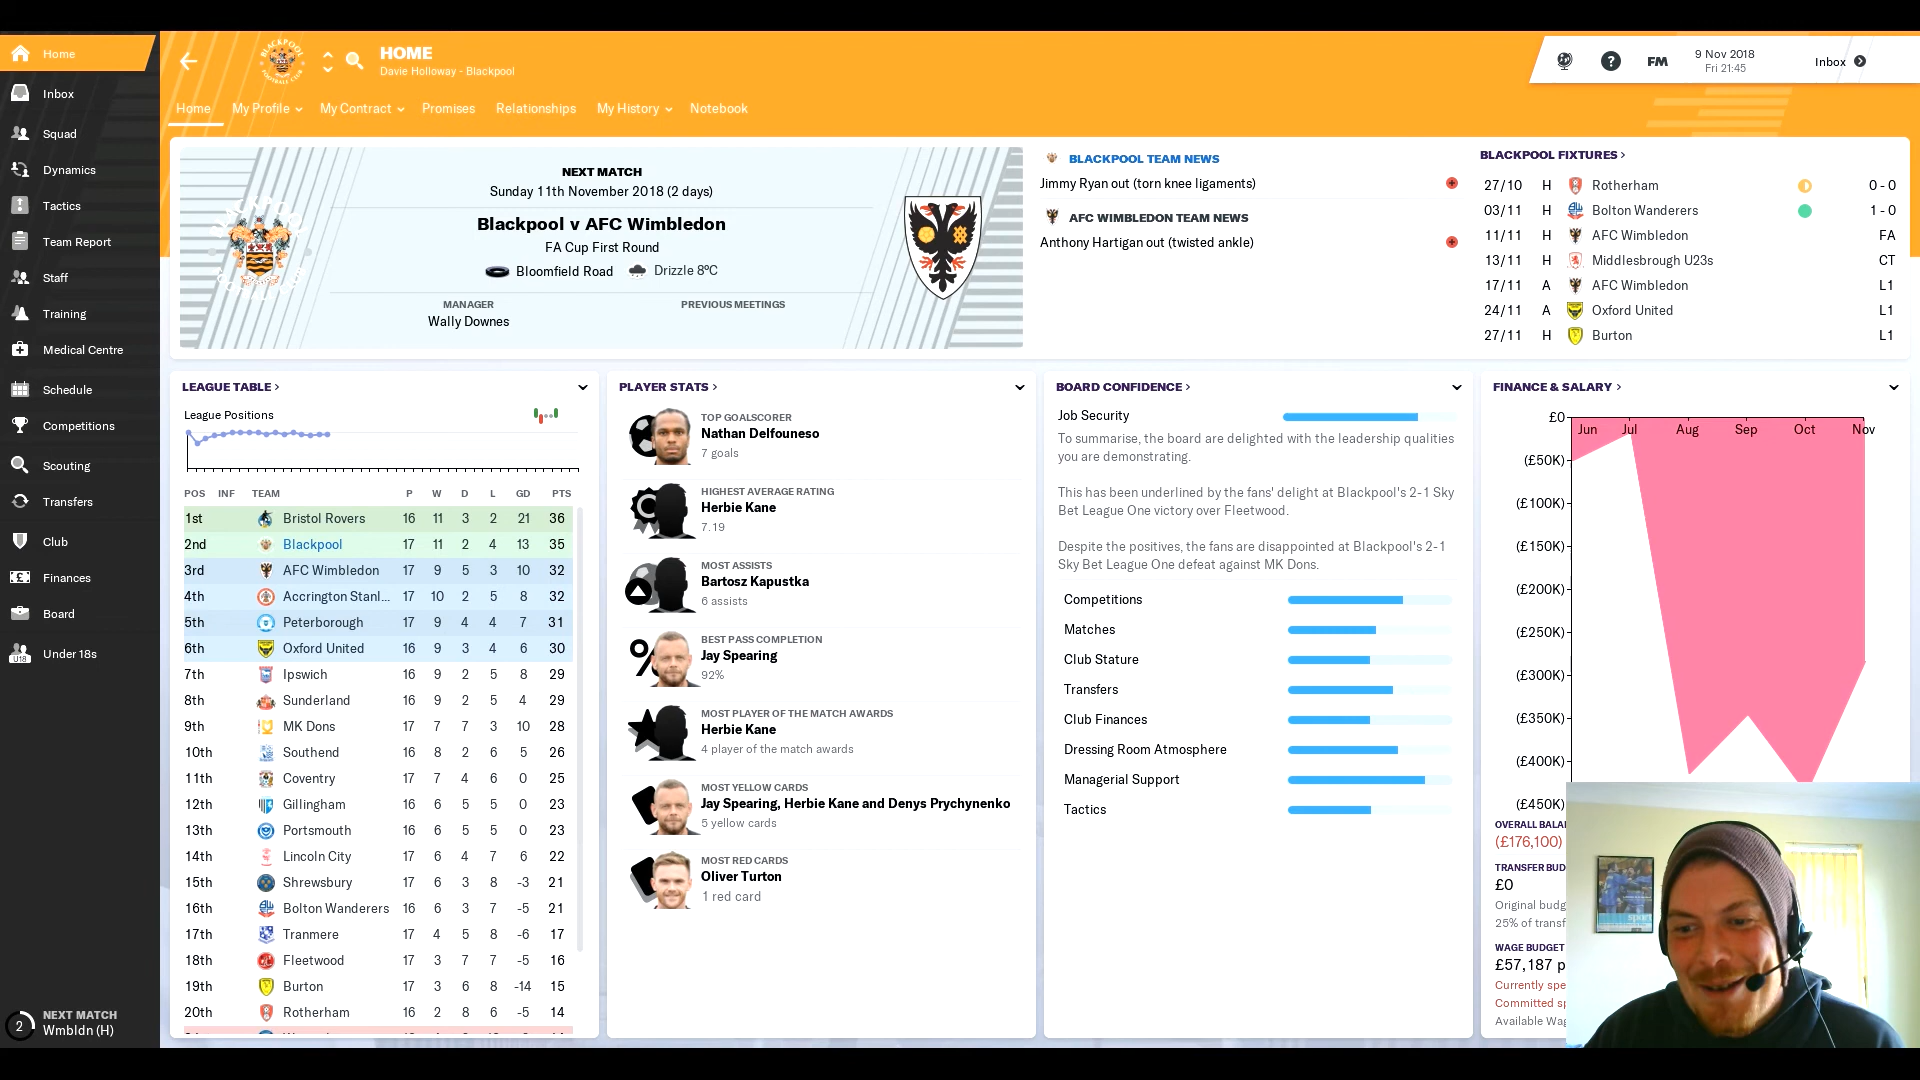 Home
Inbox
Squad
Dynamics
Tactics
Team Report
Staff
Training
Medical Centre
Schedule
Competitions
Scouting
Transfers
Club
Finances
Board
U18
Under 18s
2
NEXT MATCH
Wmbldn (H)
HOME
Davie Holloway - Blackpool
?
FM
9 Nov 2018
Fri 21:45
Inbox
Home
My Profile
My Contract
Promises
Relationships
My History
Notebook
NEXT MATCH
Sunday 11th November 2018 (2 days)
Blackpool v AFC Wimbledon
FA Cup First Round
Bloomfield Road
Drizzle 8ºC
MANAGER
Wally Downes
PREVIOUS MEETINGS
BLACKPOOL TEAM NEWS
Jimmy Ryan out (torn knee ligaments)
AFC WIMBLEDON TEAM NEWS
Anthony Hartigan out (twisted ankle)
BLACKPOOL FIXTURES >
27/10 H Rotherham 0 - 0
03/11 H Bolton Wanderers 1 - 0
11/11 H AFC Wimbledon FA
13/11 H Middlesbrough U23s CT
17/11 A AFC Wimbledon L1
24/11 A Oxford United L1
27/11 H Burton L1
LEAGUE TABLE >
League Positions
POS INF TEAM P W D L GD PTS
1st Bristol Rovers 16 11 3 2 21 36
2nd Blackpool 17 11 2 4 13 35
3rd AFC Wimbledon 17 9 5 3 10 32
4th Accrington Stanl... 17 10 2 5 8 32
5th Peterborough 17 9 4 4 7 31
6th Oxford United 16 9 3 4 6 30
7th Ipswich 16 9 2 5 8 29
8th Sunderland 16 9 2 5 4 29
9th MK Dons 17 7 7 3 10 28
10th Southend 16 8 2 6 5 26
11th Coventry 17 7 4 6 0 25
12th Gillingham 16 6 5 5 0 23
13th Portsmouth 16 6 5 5 0 23
14th Lincoln City 17 6 4 7 6 22
15th Shrewsbury 17 6 3 8 -3 21
16th Bolton Wanderers 16 6 3 7 -5 21
17th Tranmere 17 4 5 8 -6 17
18th Fleetwood 17 3 7 7 -5 16
19th Burton 17 3 6 8 -14 15
20th Rotherham 16 2 8 6 -5 14
PLAYER STATS >
TOP GOALSCORER
Nathan Delfouneso
7 goals
HIGHEST AVERAGE RATING
Herbie Kane
7.19
MOST ASSISTS
Bartosz Kapustka
6 assists
%
BEST PASS COMPLETION
Jay Spearing
92%
MOST PLAYER OF THE MATCH AWARDS
Herbie Kane
4 player of the match awards
MOST YELLOW CARDS
Jay Spearing, Herbie Kane and Denys Prychynenko
5 yellow cards
MOST RED CARDS
Oliver Turton
1 red card
BOARD CONFIDENCE >
Job Security
To summarise, the board are delighted with the leadership qualities
you are demonstrating.
This has been underlined by the fans' delight at Blackpool's 2-1 Sky
Bet League One victory over Fleetwood.
Despite the positives, the fans are disappointed at Blackpool's 2-1
Sky Bet League One defeat against MK Dons.
Competitions
Matches
Club Stature
Transfers
Club Finances
Dressing Room Atmosphere
Managerial Support
Tactics
FINANCE & SALARY >
£0
Jun Jul Aug Sep Oct Nov
(£50K)
(£100K)
(£150K)
(£200K)
(£250K)
(£300K)
(£350K)
(£400K)
(£450K)
OVERALL BALA
(£176,100)
TRANSFER BUD
£0
Original budg
25% of transf
WAGE BUDGET
£57,187 p
Currently spe
Committed sp
Available Wag
sport